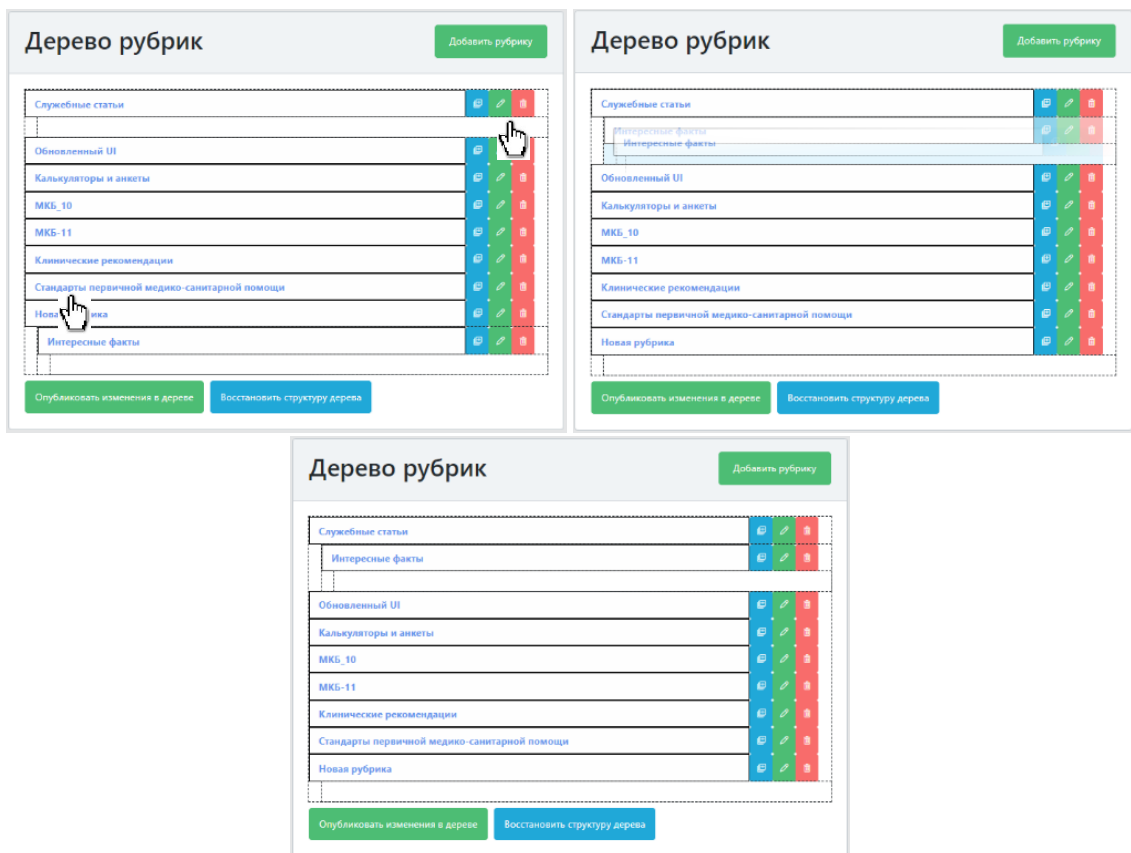 Дерево рубрик
Добавить рубрику
Служебные статьи
Обновленный UI
Калькуляторы и анкеты
МКБ_10
МКБ-11
Клинические рекомендации
Стандарты первичной медико-санитарной помощи
Интересные факты
Опубликовать изменения в дереве
Восстановить структуру дерева
Дерево рубрик
Добавить рубрику
Служебные статьи
Интересные факты
Интересные факты
Обновленный UI
Калькуляторы и анкеты
МКБ_10
МКБ-11
Клинические рекомендации
Стандарты первичной медико-санитарной помощи
Новая рубрика
Опубликовать изменения в дереве
Восстановить структуру дерева
Дерево рубрик
Добавить рубрику
Служебные статьи
Интересные факты
Обновленный UI
Калькуляторы и анкеты
МКБ_10
МКБ-11
Клинические рекомендации
Стандарты первичной медико-санитарной помощи
Новая рубрика
Опубликовать изменения в дереве
Восстановить структуру дерева